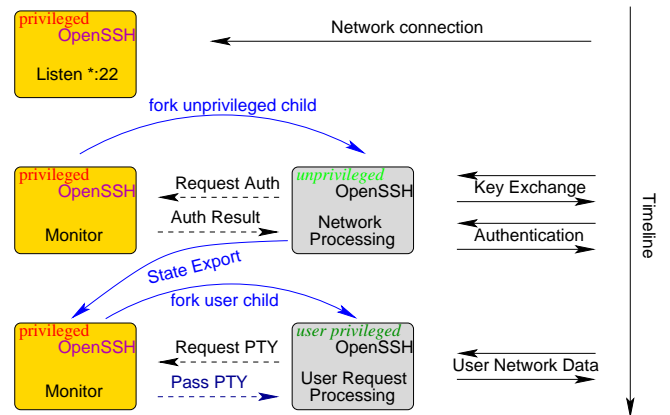 privileged
OpenSSH
Listen *:22
Network connection
fork unprivileged child
privileged
OpenSSH
Monitor
Request Auth
Auth Result
unprivileged
OpenSSH
Network
Processing
Key Exchange
Authentication
Timeline
State Export
fork user child
privileged
OpenSSH
Monitor
Request PTY
Pass PTY
user privileged
OpenSSH
User Request
Processing
User Network Data